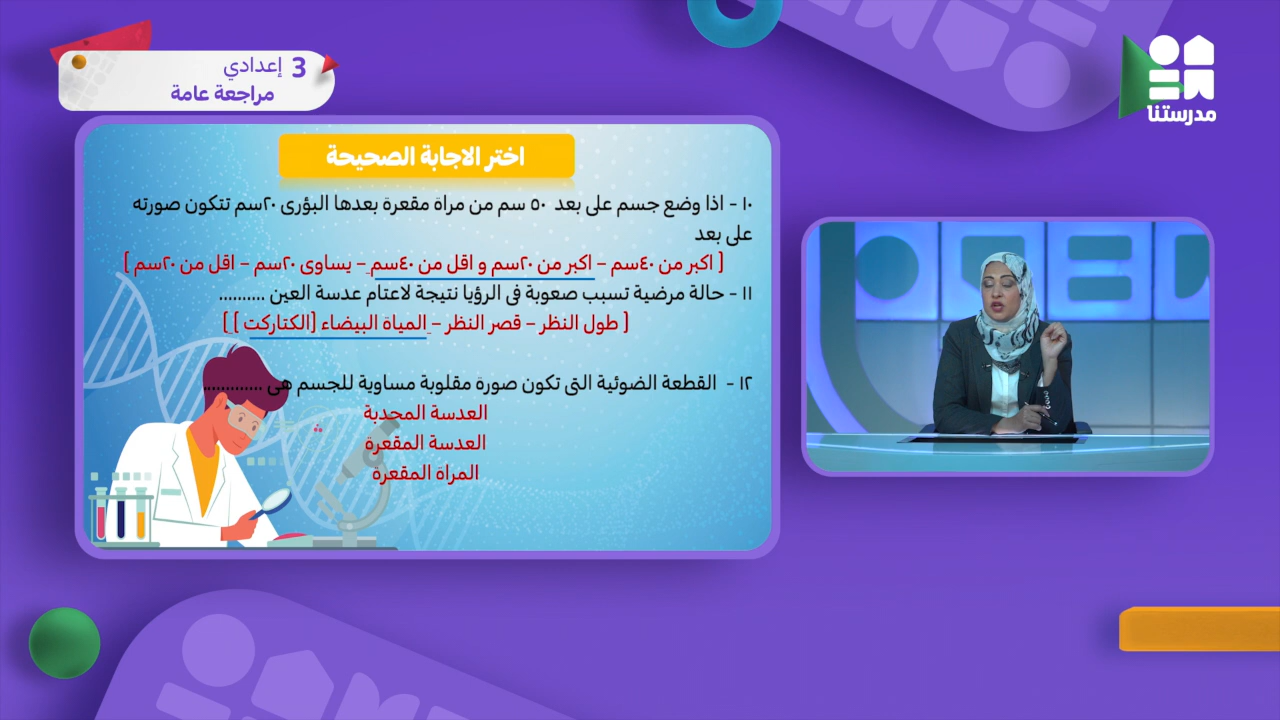 3 إعدادي
مراجعة عامة
مدرستنا
اختر الاجابة الصحيحة
١٠ - اذا وضع جسم على بعد ٥٠ سم من مراة مقعرة بعدها البؤرى ٢٠سم تتكون صورته
على بعد
( اكبر من ٤٠سم – اكبر من ٢٠سم و اقل من ٤٠سم – يساوى ٢٠سم – اقل من ٢٠سم )
١١ - حالة مرضية تسبب صعوبة فى الرؤيا نتيجة لاعتام عدسة العين ..........
( طول النظر – قصر النظر – المياة البيضاء (الكتاركت ) )
١٢ - القطعة الضوئية التى تكون صورة مقلوبة مساوية للجسم هى .............
العدسة المحدبة
العدسة المقعرة
المراة المقعرة